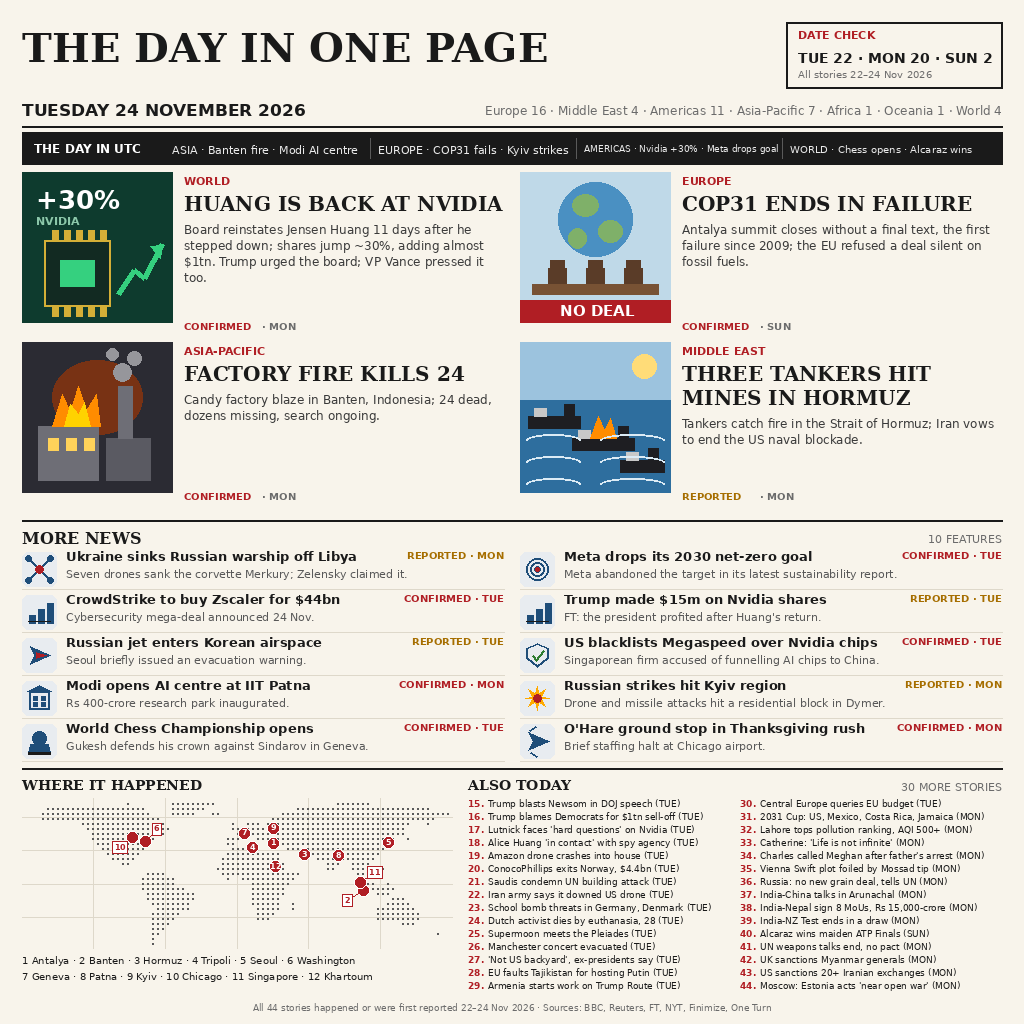 THE DAY IN ONE PAGE
DATE CHECK
TUE 22 · MON 20 · SUN 2
All stories 22–24 Nov 2026
TUESDAY 24 NOVEMBER 2026
Europe 16 · Middle East 4 · Americas 11 · Asia-Pacific 7 · Africa 1 · Oceania 1 · World 4
THE DAY IN UTC
ASIA · Banten fire · Modi AI centre
EUROPE · COP31 fails · Kyiv strikes
AMERICAS · Nvidia +30% · Meta drops goal
WORLD · Chess opens · Alcaraz wins
+30%
NVIDIA
WORLD
HUANG IS BACK AT NVIDIA
Board reinstates Jensen Huang 11 days after he
stepped down; shares jump ~30%, adding almost
$1tn. Trump urged the board; VP Vance pressed it
too.
CONFIRMED · MON
NO DEAL
EUROPE
COP31 ENDS IN FAILURE
Antalya summit closes without a final text, the first
failure since 2009; the EU refused a deal silent on
fossil fuels.
CONFIRMED · SUN
ASIA-PACIFIC
FACTORY FIRE KILLS 24
Candy factory blaze in Banten, Indonesia; 24 dead,
dozens missing, search ongoing.
CONFIRMED · MON
MIDDLE EAST
THREE TANKERS HIT
MINES IN HORMUZ
Tankers catch fire in the Strait of Hormuz; Iran vows
to end the US naval blockade.
REPORTED · MON
MORE NEWS
10 FEATURES
Ukraine sinks Russian warship off Libya
REPORTED · MON
Seven drones sank the corvette Merkury; Zelensky claimed it.
CrowdStrike to buy Zscaler for $44bn
CONFIRMED · TUE
Cybersecurity mega-deal announced 24 Nov.
Russian jet enters Korean airspace
REPORTED · TUE
Seoul briefly issued an evacuation warning.
Modi opens AI centre at IIT Patna
CONFIRMED · MON
Rs 400-crore research park inaugurated.
World Chess Championship opens
CONFIRMED · TUE
Gukesh defends his crown against Sindarov in Geneva.
Meta drops its 2030 net-zero goal
CONFIRMED · TUE
Meta abandoned the target in its latest sustainability report.
Trump made $15m on Nvidia shares
REPORTED · TUE
FT: the president profited after Huang's return.
US blacklists Megaspeed over Nvidia chips
CONFIRMED · TUE
Singaporean firm accused of funnelling AI chips to China.
Russian strikes hit Kyiv region
REPORTED · MON
Drone and missile attacks hit a residential block in Dymer.
O'Hare ground stop in Thanksgiving rush
CONFIRMED · MON
Brief staffing halt at Chicago airport.
WHERE IT HAPPENED
6
7
9
10
4
1
3
8
5
12
11
2
1 Antalya · 2 Banten · 3 Hormuz · 4 Tripoli · 5 Seoul · 6 Washington
7 Geneva · 8 Patna · 9 Kyiv · 10 Chicago · 11 Singapore · 12 Khartoum
ALSO TODAY
30 MORE STORIES
15. Trump blasts Newsom in DOJ speech (TUE)
16. Trump blames Democrats for $1tn sell-off (TUE)
17. Lutnick faces 'hard questions' on Nvidia (TUE)
18. Alice Huang 'in contact' with spy agency (TUE)
19. Amazon drone crashes into house (TUE)
20. ConocoPhillips exits Norway, $4.4bn (TUE)
21. Saudis condemn UN building attack (TUE)
22. Iran army says it downed US drone (TUE)
23. School bomb threats in Germany, Denmark (TUE)
24. Dutch activist dies by euthanasia, 28 (TUE)
25. Supermoon meets the Pleiades (TUE)
26. Manchester concert evacuated (TUE)
27. 'Not US backyard', ex-presidents say (TUE)
28. EU faults Tajikistan for hosting Putin (TUE)
29. Armenia starts work on Trump Route (TUE)
30. Central Europe queries EU budget (TUE)
31. 2031 Cup: US, Mexico, Costa Rica, Jamaica (MON)
32. Lahore tops pollution ranking, AQI 500+ (MON)
33. Catherine: 'Life is not infinite' (MON)
34. Charles called Meghan after father's arrest (MON)
35. Vienna Swift plot foiled by Mossad tip (MON)
36. Russia: no new grain deal, tells UN (MON)
37. India-China talks in Arunachal (MON)
38. India-Nepal sign 8 MoUs, Rs 15,000-crore (MON)
39. India-NZ Test ends in a draw (MON)
40. Alcaraz wins maiden ATP Finals (SUN)
41. UN weapons talks end, no pact (MON)
42. UK sanctions Myanmar generals (MON)
43. US sanctions 20+ Iranian exchanges (MON)
44. Moscow: Estonia acts 'near open war' (MON)
All 44 stories happened or were first reported 22–24 Nov 2026 · Sources: BBC, Reuters, FT, NYT, Finimize, One Turn